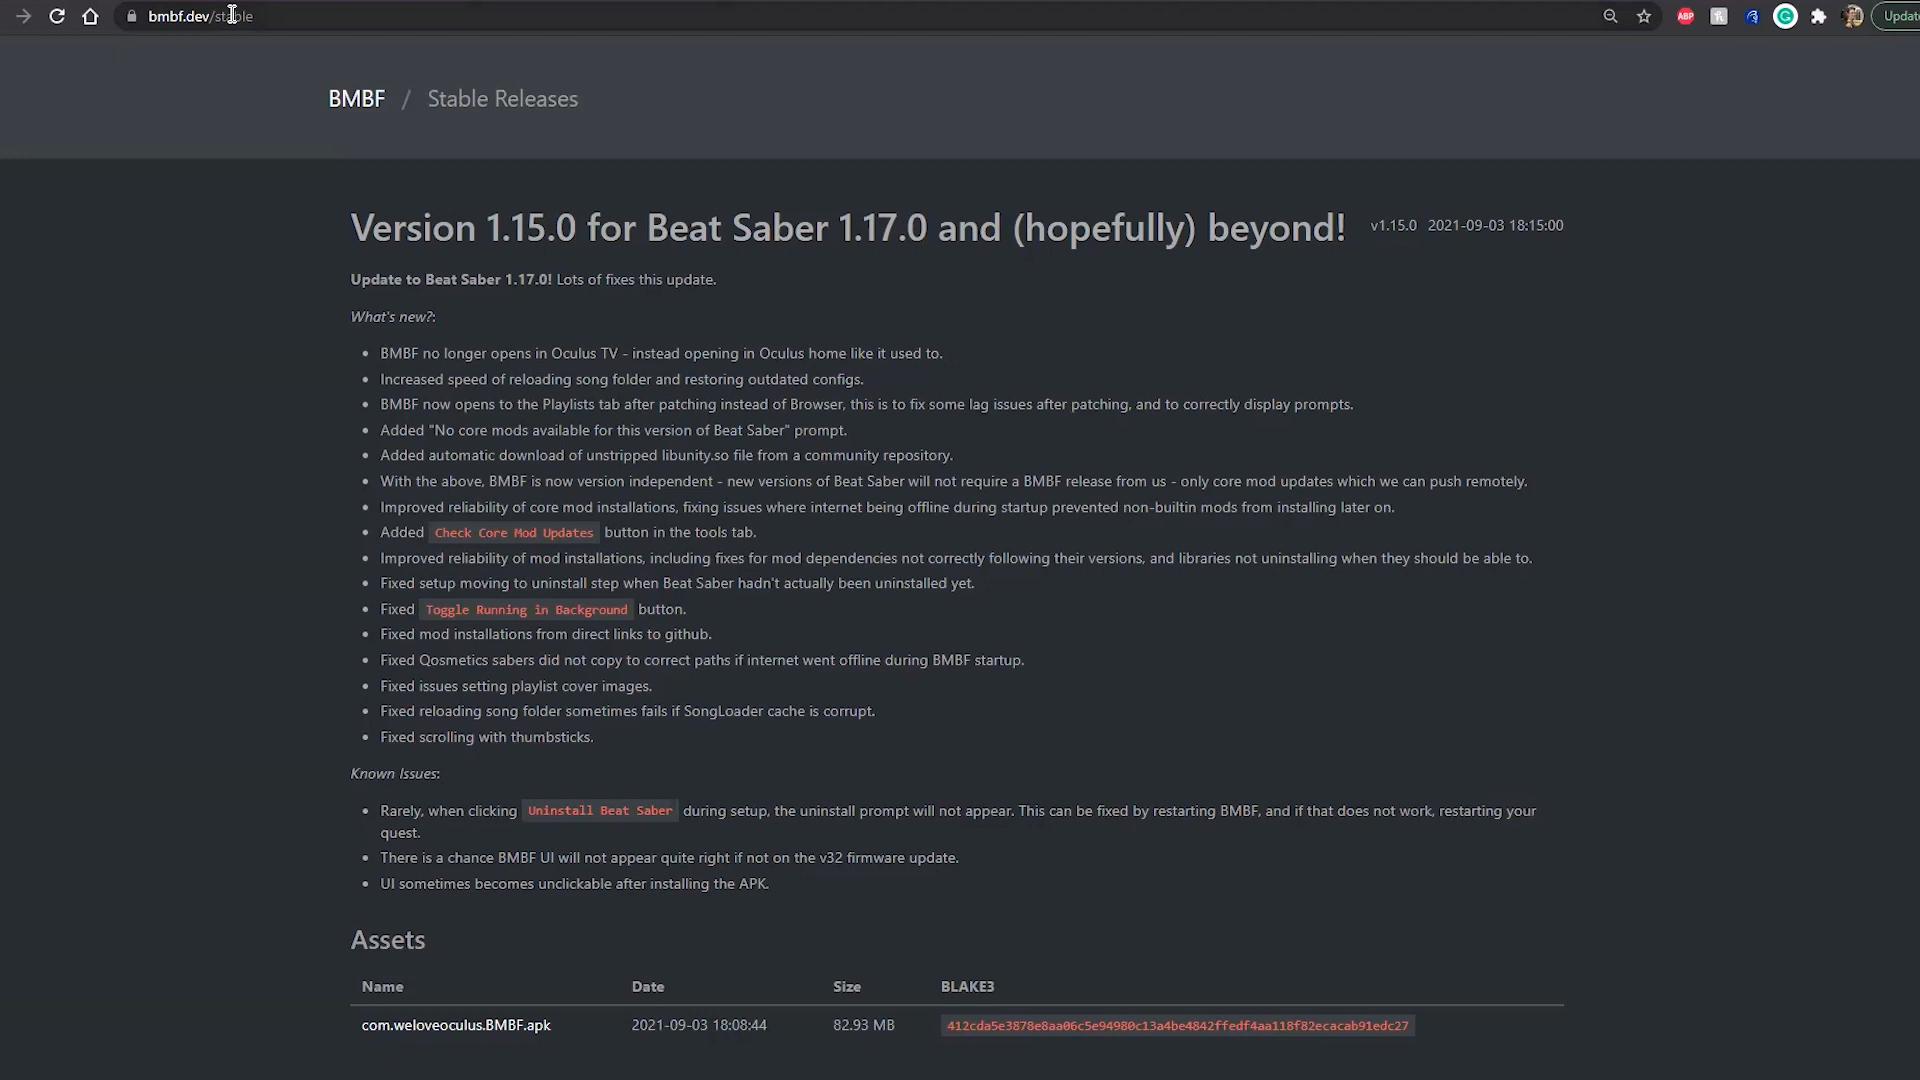 bmbf.dev/stable
ABP
Update
BMBF / Stable Releases
Version 1.15.0 for Beat Saber 1.17.0 and (hopefully) beyond! v1.15.0 2021-09-03 18:15:00
Update to Beat Saber 1.17.0! Lots of fixes this update.
What's new?:
• BMBF no longer opens in Oculus TV - instead opening in Oculus home like it used to.
• Increased speed of reloading song folder and restoring outdated configs.
• BMBF now opens to the Playlists tab after patching instead of Browser, this is to fix some lag issues after patching, and to correctly display prompts.
• Added "No core mods available for this version of Beat Saber" prompt.
• Added automatic download of unstripped libunity.so file from a community repository.
• With the above, BMBF is now version independent - new versions of Beat Saber will not require a BMBF release from us - only core mod updates which we can push remotely.
• Improved reliability of core mod installations, fixing issues where internet being offline during startup prevented non-builtin mods from installing later on.
• Added Check Core Mod Updates button in the tools tab.
• Improved reliability of mod installations, including fixes for mod dependencies not correctly following their versions, and libraries not uninstalling when they should be able to.
• Fixed setup moving to uninstall step when Beat Saber hadn't actually been uninstalled yet.
• Fixed Toggle Running in Background button.
• Fixed mod installations from direct links to github.
• Fixed Qosmetics sabers did not copy to correct paths if internet went offline during BMBF startup.
• Fixed issues setting playlist cover images.
• Fixed reloading song folder sometimes fails if SongLoader cache is corrupt.
• Fixed scrolling with thumbsticks.
Known Issues:
• Rarely, when clicking Uninstall Beat Saber during setup, the uninstall prompt will not appear. This can be fixed by restarting BMBF, and if that does not work, restarting your
quest.
• There is a chance BMBF UI will not appear quite right if not on the v32 firmware update.
• UI sometimes becomes unclickable after installing the APK.
Assets
Name Date Size BLAKE3
com.weloveoculus.BMBF.apk 2021-09-03 18:08:44 82.93 MB 412cda5e3878e8aa06c5e94980c13a4be4842ffedf4aa118f82ecacab91edc27